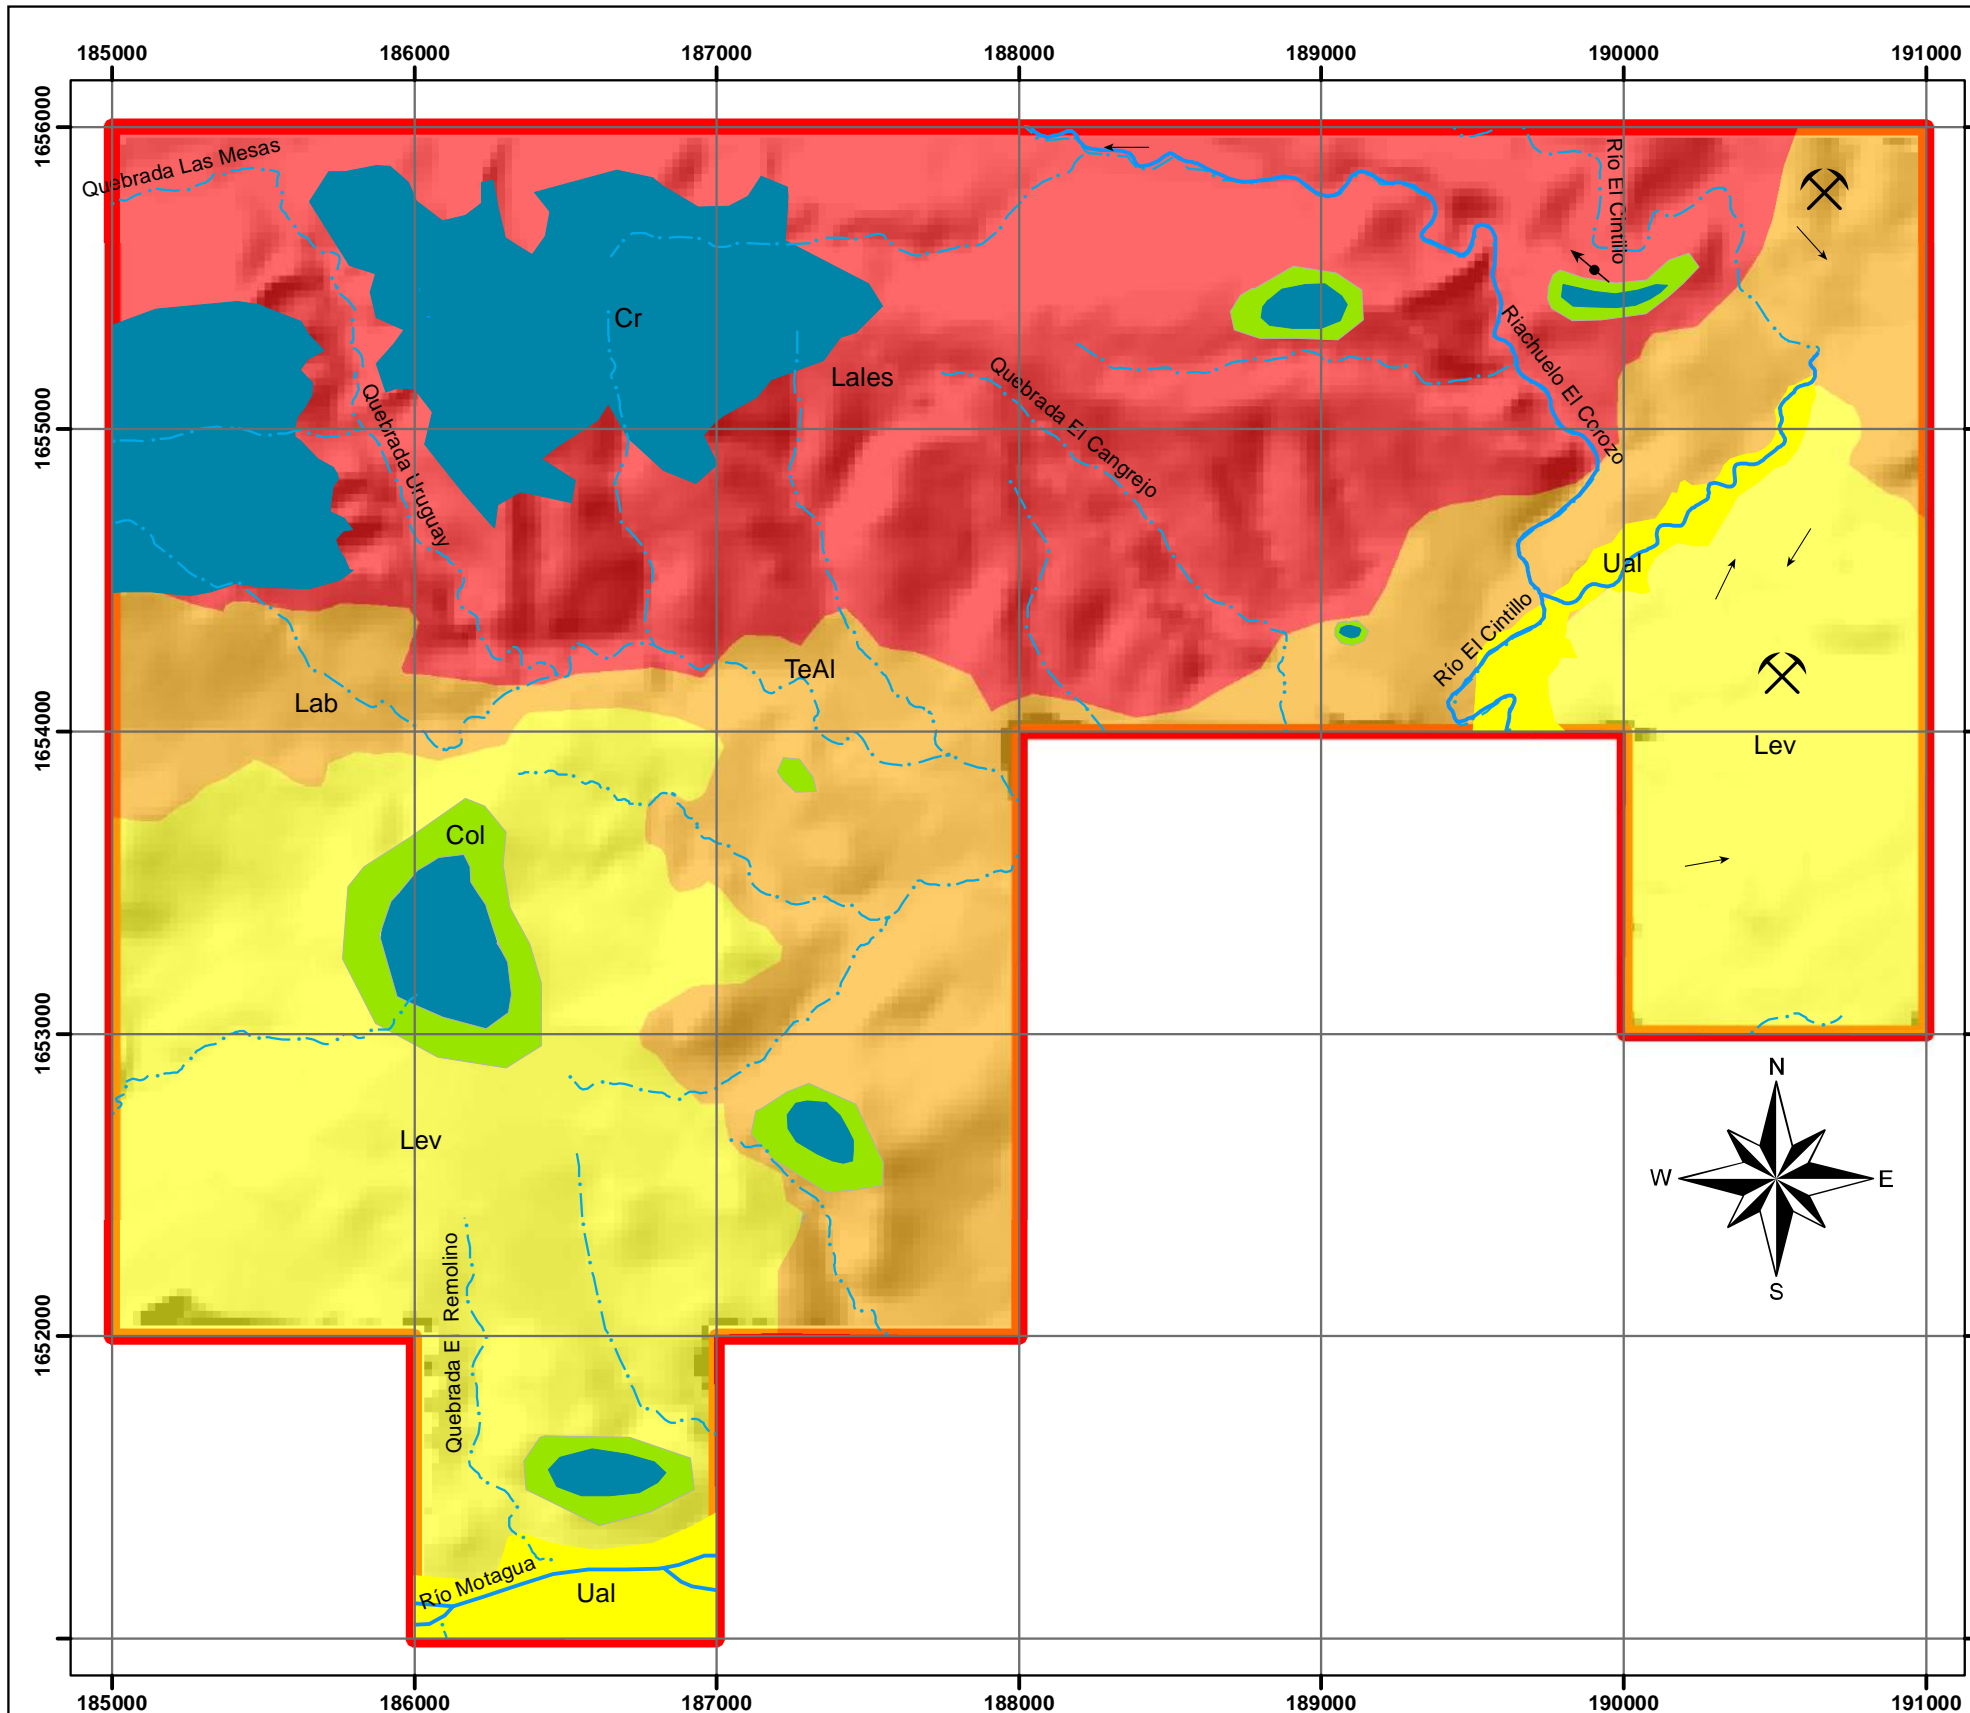 185000 186000 187000 188000 189000 190000 191000
1656000
1655000
1654000
1653000
1652000
Quebrada Las Mesas
Río El Cintillo
Cr
Lales
Riachuelo El Corozo
Quebrada El Cangrejo
Quebrada Uruguay
Ual
Río El Cintillo
TeAl
Lab
Lev
Col
N
W E
S
Lev
Quebrada E Remolino
Río Motagua
Ual
185000 186000 187000 188000 189000 190000 191000